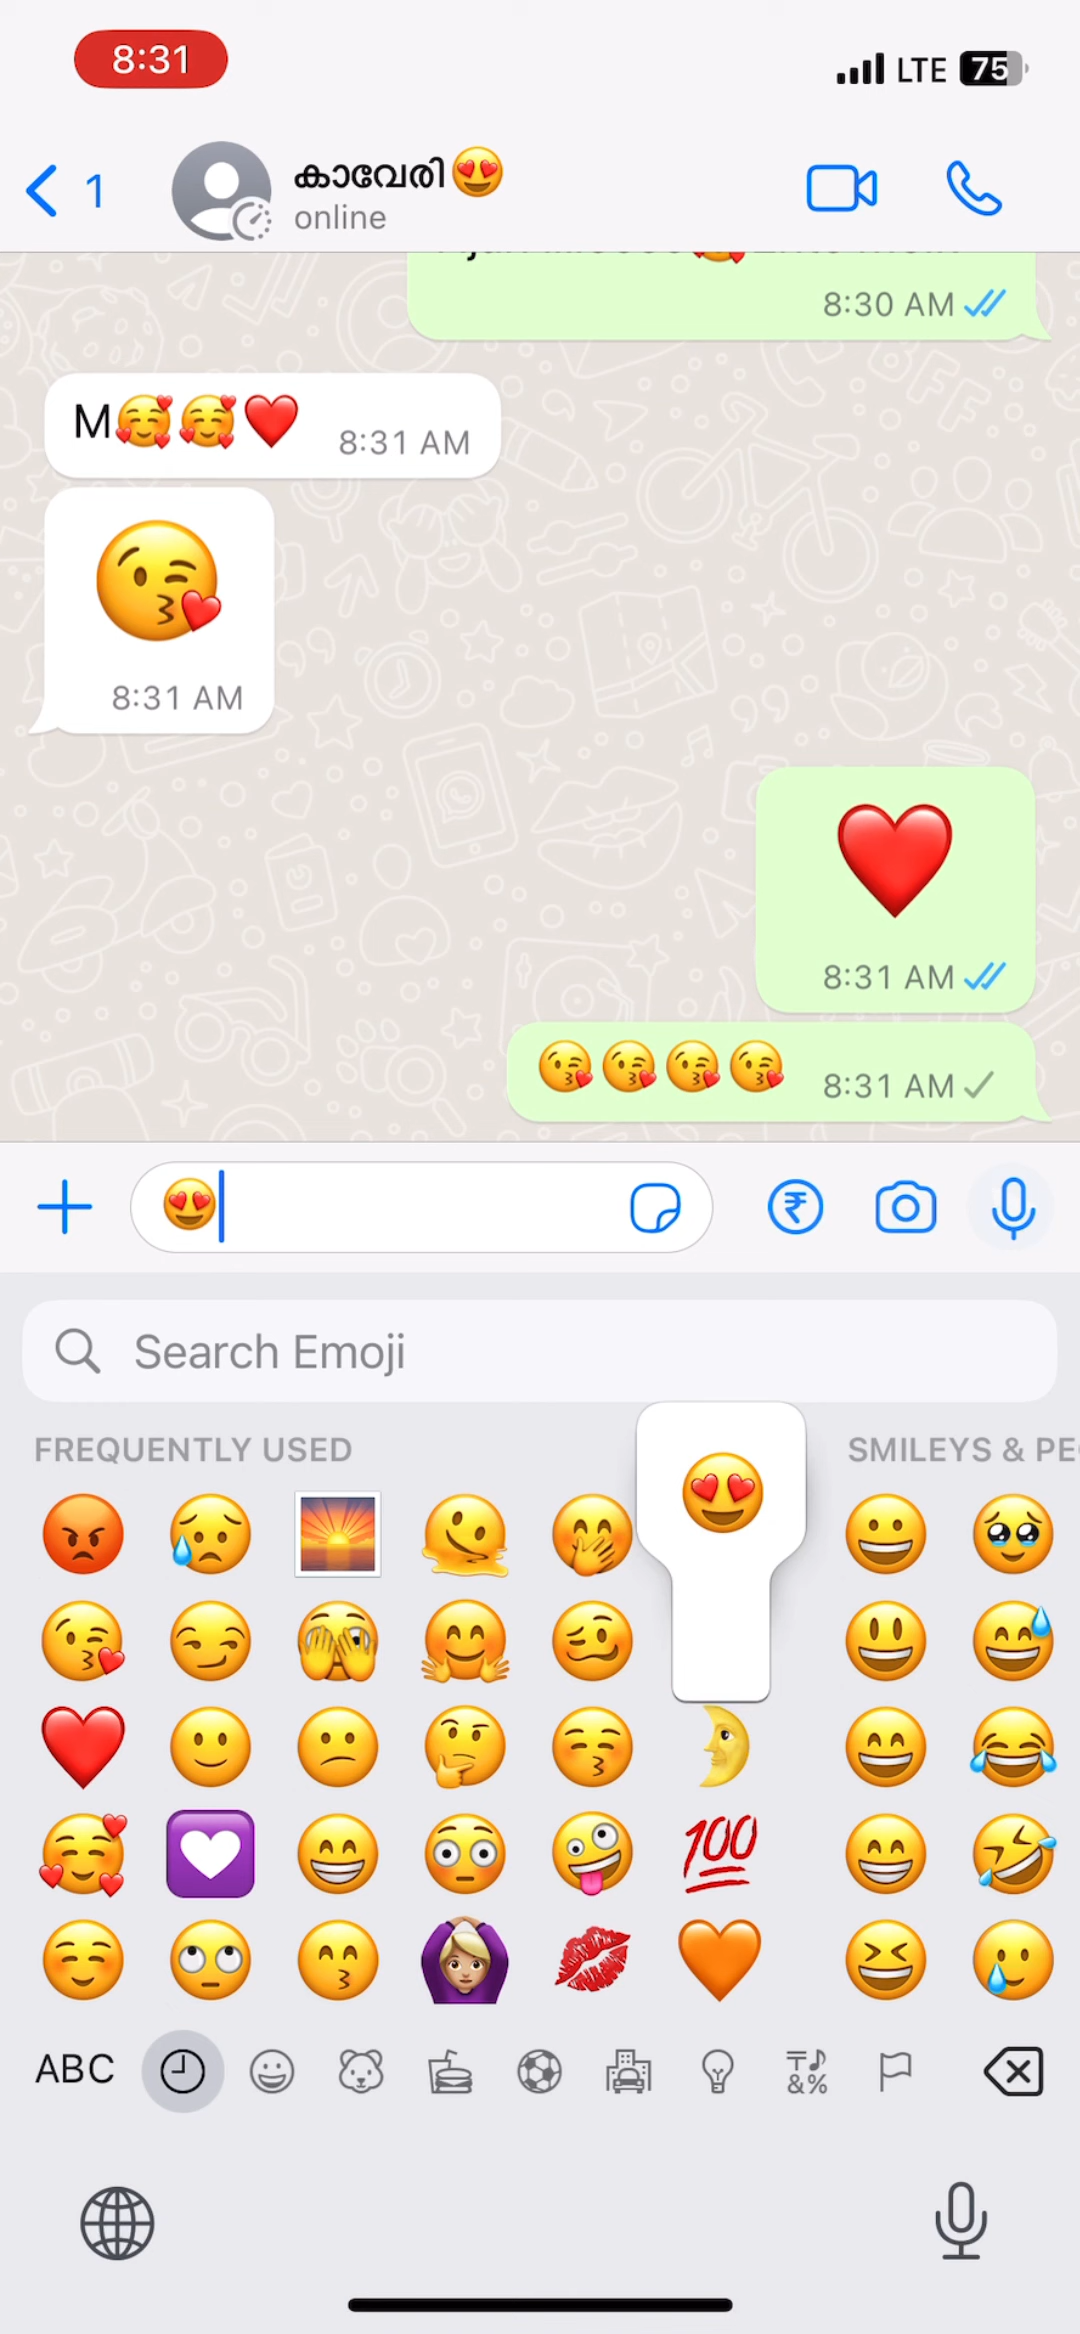 8:31
LTE 75
1
കാവേരി😍
online
8:30 AM
M🥰🥰❤️ 8:31 AM
😘
8:31 AM
❤️
8:31 AM
😘😘😘😘 8:31 AM
😍
Search Emoji
FREQUENTLY USED
SMILEYS & PE
ABC